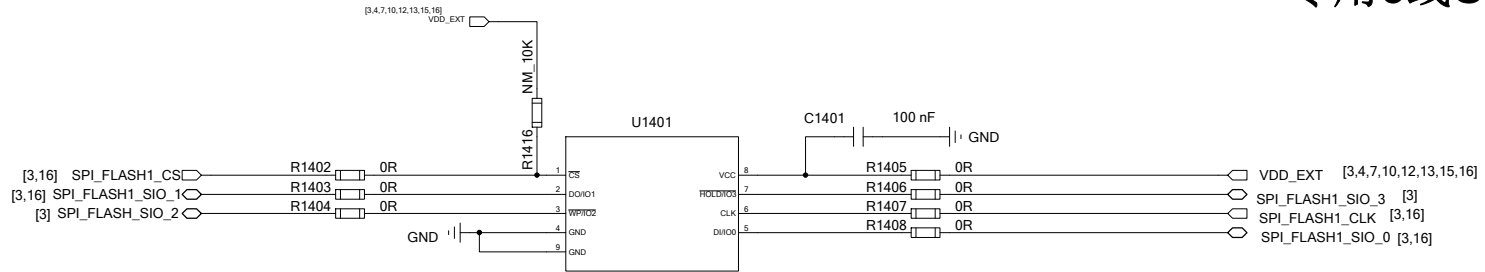 [3,4,7,10,12,13,15,16]
VDD_EXT
NM_10K
R1416
U1401
C1401 100 nF
GND
[3,16] SPI_FLASH1_CS R1402 0R 1 CS VCC 8 R1405 0R VDD_EXT [3,4,7,10,12,13,15,16]
[3,16] SPI_FLASH1_SIO_1 R1403 0R 2 DO/IO1 HOLD/IO3 7 R1406 0R SPI_FLASH1_SIO_3 [3]
[3] SPI_FLASH_SIO_2 R1404 0R 3 WP/IO2 CLK 6 R1407 0R SPI_FLASH1_CLK [3,16]
GND 4 GND DI/IO0 5 R1408 0R SPI_FLASH1_SIO_0 [3,16]
9 GND